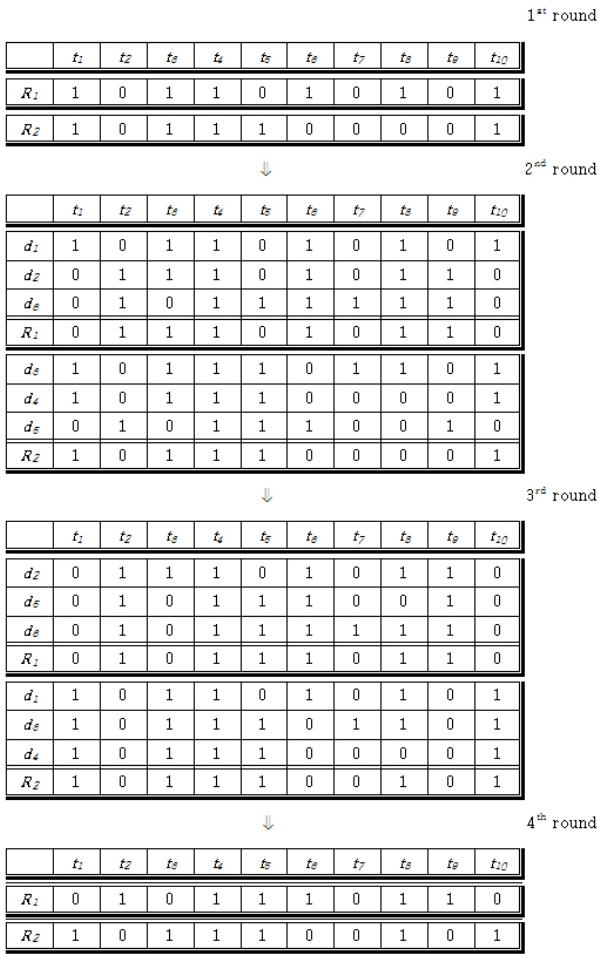 1st round
t1 t2 t3 t4 t5 t6 t7 t8 t9 t10
R1 1 0 1 1 0 1 0 1 0 1
R2 1 0 1 1 1 0 0 0 0 1
⇓ 2nd round
t1 t2 t3 t4 t5 t6 t7 t8 t9 t10
d1 1 0 1 1 0 1 0 1 0 1
d2 0 1 1 1 0 1 0 1 1 0
d6 0 1 0 1 1 1 1 1 1 0
R1 0 1 1 1 0 1 0 1 1 0
d3 1 0 1 1 1 0 1 1 0 1
d4 1 0 1 1 1 0 0 0 0 1
d5 0 1 0 1 1 1 0 0 1 0
R2 1 0 1 1 1 0 0 0 0 1
⇓ 3rd round
t1 t2 t3 t4 t5 t6 t7 t8 t9 t10
d2 0 1 1 1 0 1 0 1 1 0
d5 0 1 0 1 1 1 0 0 1 0
d6 0 1 0 1 1 1 1 1 1 0
R1 0 1 0 1 1 1 0 1 1 0
d1 1 0 1 1 0 1 0 1 0 1
d3 1 0 1 1 1 0 1 1 0 1
d4 1 0 1 1 1 0 0 0 0 1
R2 1 0 1 1 1 0 0 1 0 1
⇓ 4th round
t1 t2 t3 t4 t5 t6 t7 t8 t9 t10
R1 0 1 0 1 1 1 0 1 1 0
R2 1 0 1 1 1 0 0 1 0 1